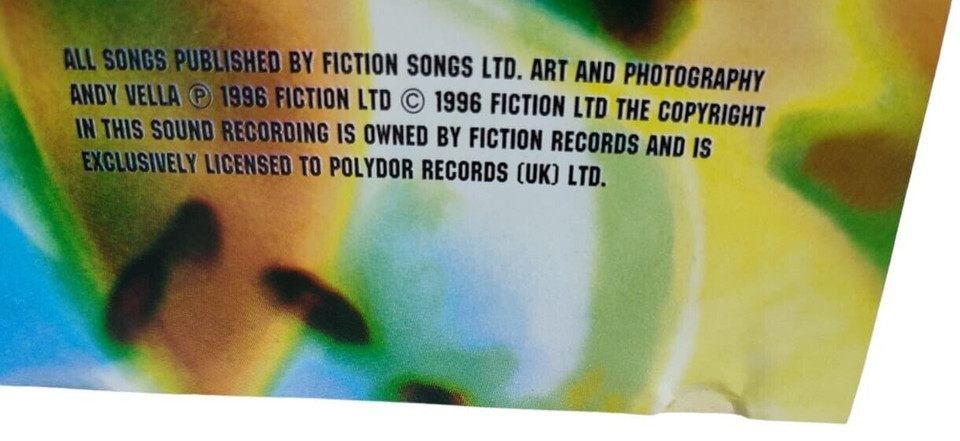 ALL SONGS PUBLISHED BY FICTION SONGS LTD. ART AND PHOTOGRAPHY
ANDY VELLA Ⓟ 1996 FICTION LTD © 1996 FICTION LTD THE COPYRIGHT
IN THIS SOUND RECORDING IS OWNED BY FICTION RECORDS AND IS
EXCLUSIVELY LICENSED TO POLYDOR RECORDS (UK) LTD.